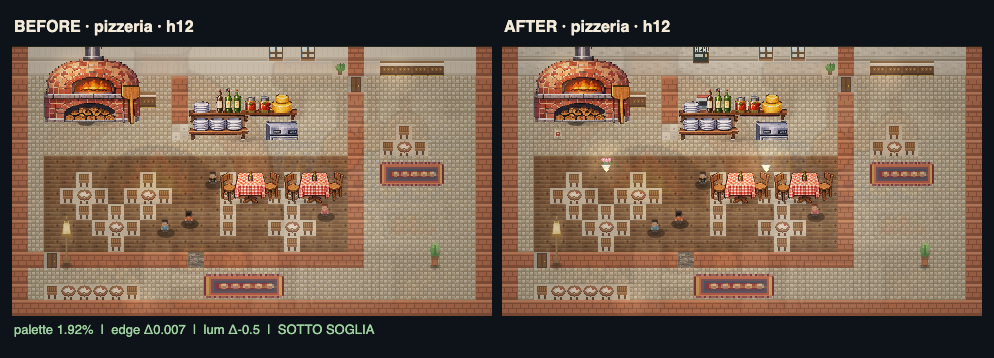 BEFORE · pizzeria · h12
AFTER · pizzeria · h12
MENU
palette 1.92% | edge Δ0.007 | lum Δ-0.5 | SOTTO SOGLIA